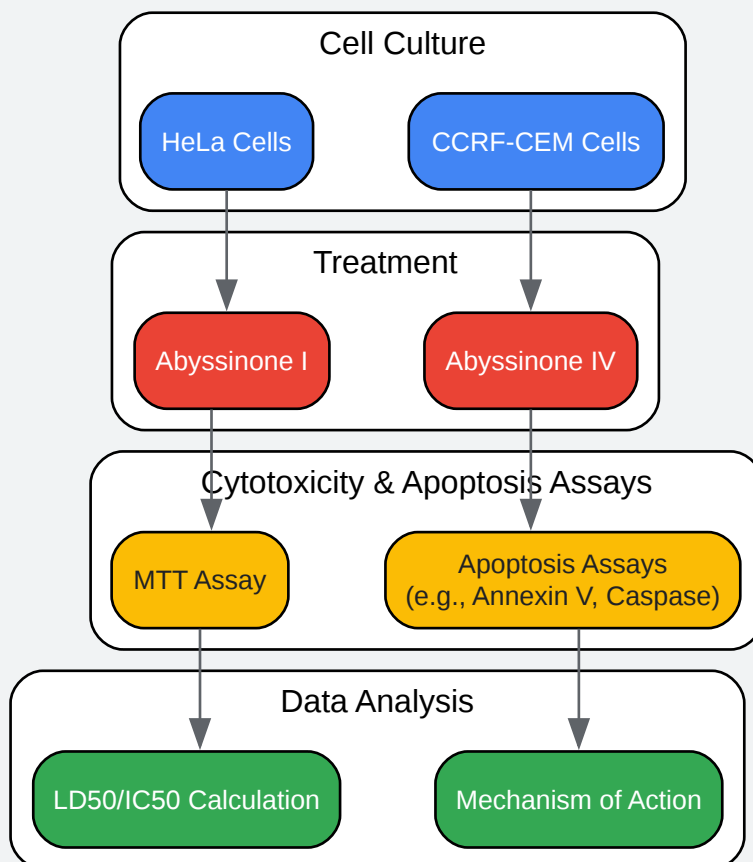 Cell Culture
HeLa Cells
CCRF-CEM Cells
Treatment
Abyssinone I
Abyssinone IV
Cytotoxicity & Apoptosis Assays
MTT Assay
Apoptosis Assays
(e.g., Annexin V, Caspase)
Data Analysis
LD50/IC50 Calculation
Mechanism of Action